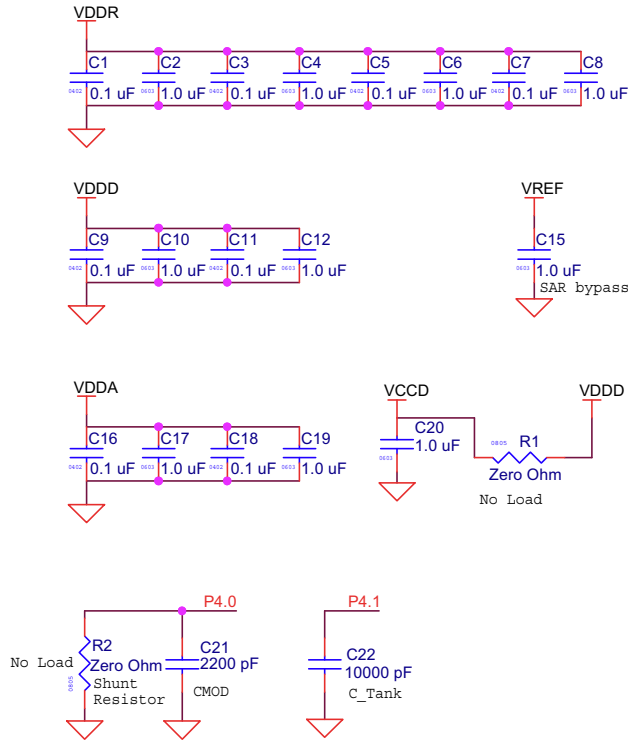 VDDR
C1 C2 C3 C4 C5 C6 C7 C8
0402 0.1 uF 0603 1.0 uF 0402 0.1 uF 0603 1.0 uF 0402 0.1 uF 0603 1.0 uF 0402 0.1 uF 0603 1.0 uF
VDDD VREF
C9 C10 C11 C12 C15
0402 0.1 uF 0603 1.0 uF 0402 0.1 uF 0603 1.0 uF 0603 1.0 uF
SAR bypass
VDDA VCCD VDDD
C16 C17 C18 C19
0402 0.1 uF 0603 1.0 uF 0402 0.1 uF 0603 1.0 uF
C20
1.0 uF
0603
0805 R1
Zero Ohm
No Load
P4.0 P4.1
R2
No Load Zero Ohm
0805
Shunt
Resistor
C21
2200 pF
CMOD
C22
10000 pF
C_Tank